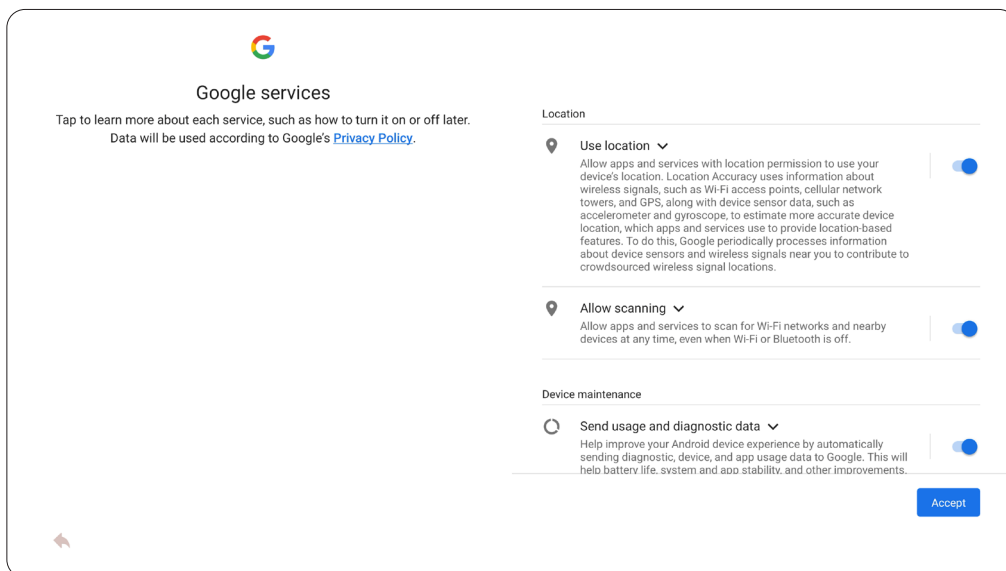 Google services
Tap to learn more about each service, such as how to turn it on or off later.
Data will be used according to Google's Privacy Policy.
Location
Use location
Allow apps and services with location permission to use your
device's location. Location Accuracy uses information about
wireless signals, such as Wi-Fi access points, cellular network
towers, and GPS, along with device sensor data, such as
accelerometer and gyroscope, to estimate more accurate device
location, which apps and services use to provide location-based
features. To do this, Google periodically processes information
about device sensors and wireless signals near you to contribute to
crowdsourced wireless signal locations.
Allow scanning
Allow apps and services to scan for Wi-Fi networks and nearby
devices at any time, even when Wi-Fi or Bluetooth is off.
Device maintenance
Send usage and diagnostic data
Help improve your Android device experience by automatically
sending diagnostic, device, and app usage data to Google. This will
help battery life, system and app stability, and other improvements.
Accept